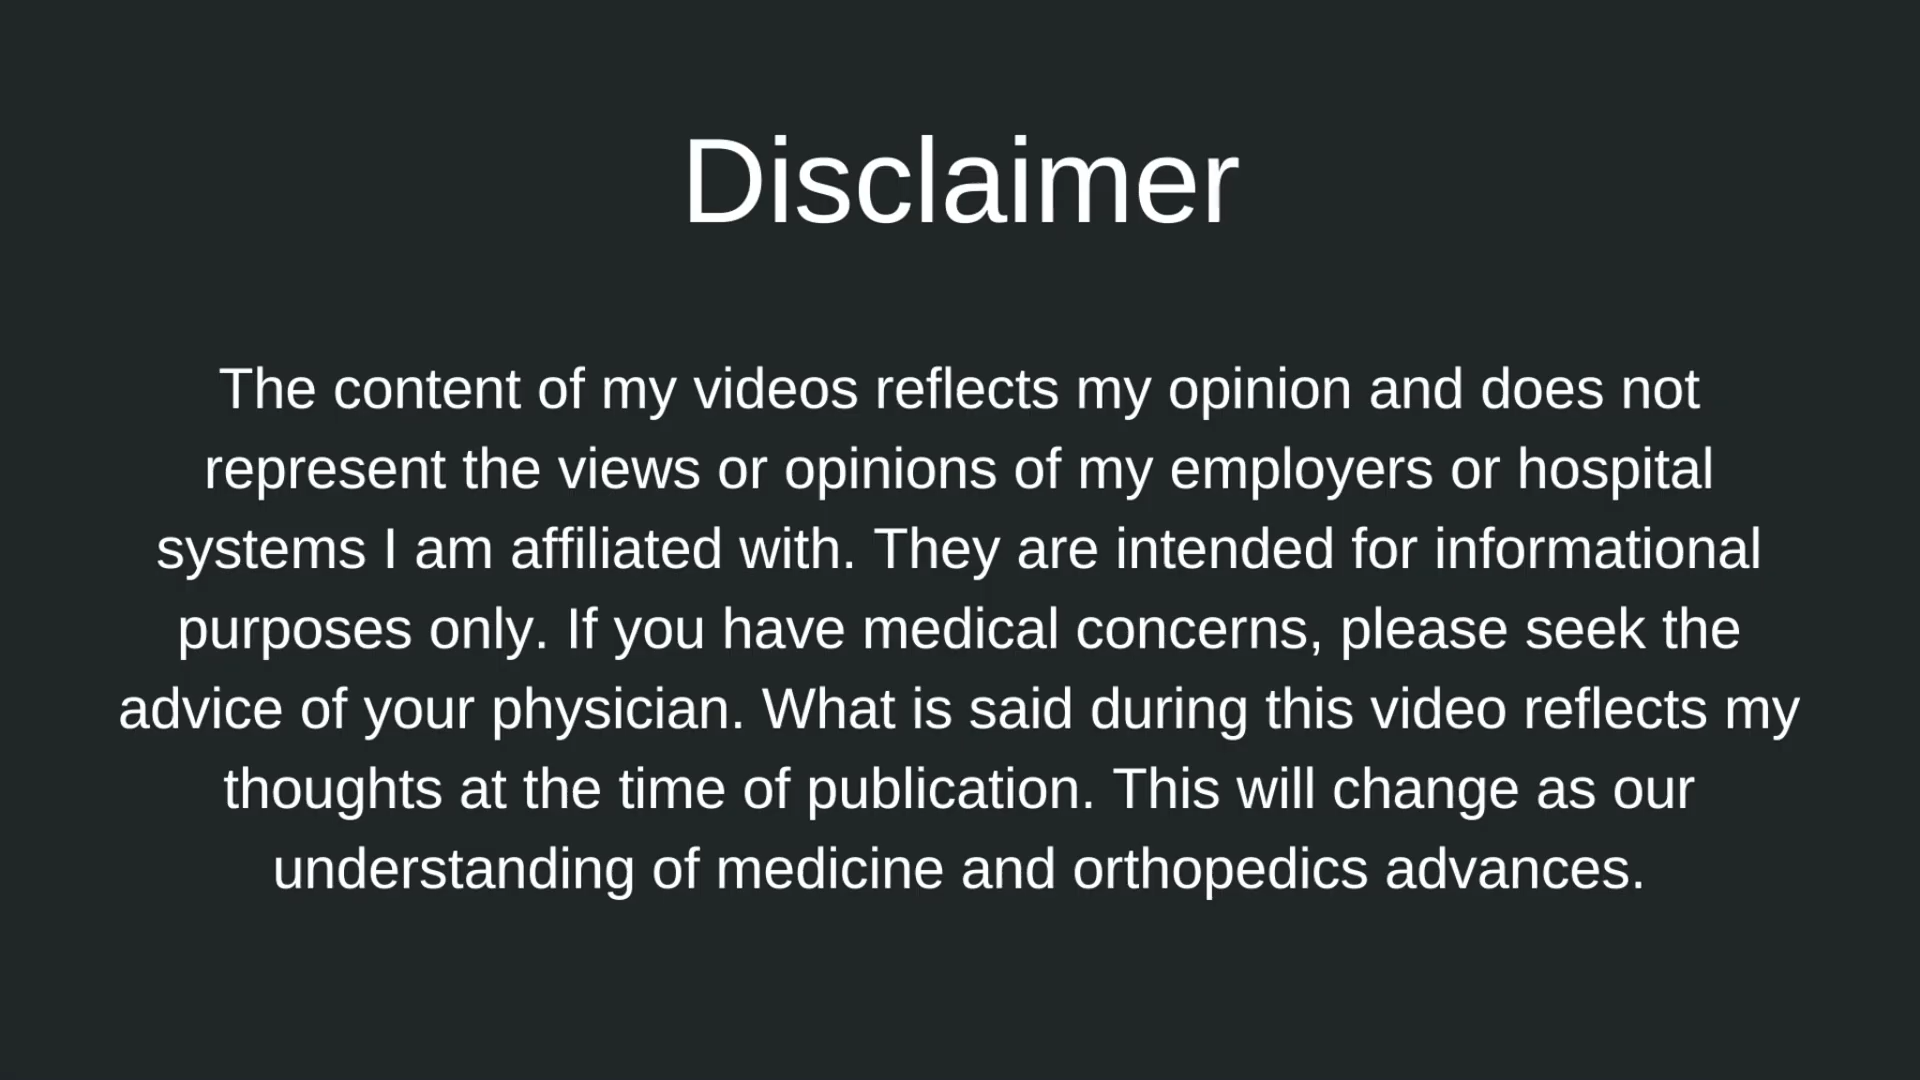 Disclaimer
The content of my videos reflects my opinion and does not
represent the views or opinions of my employers or hospital
systems I am affiliated with. They are intended for informational
purposes only. If you have medical concerns, please seek the
advice of your physician. What is said during this video reflects my
thoughts at the time of publication. This will change as our
understanding of medicine and orthopedics advances.